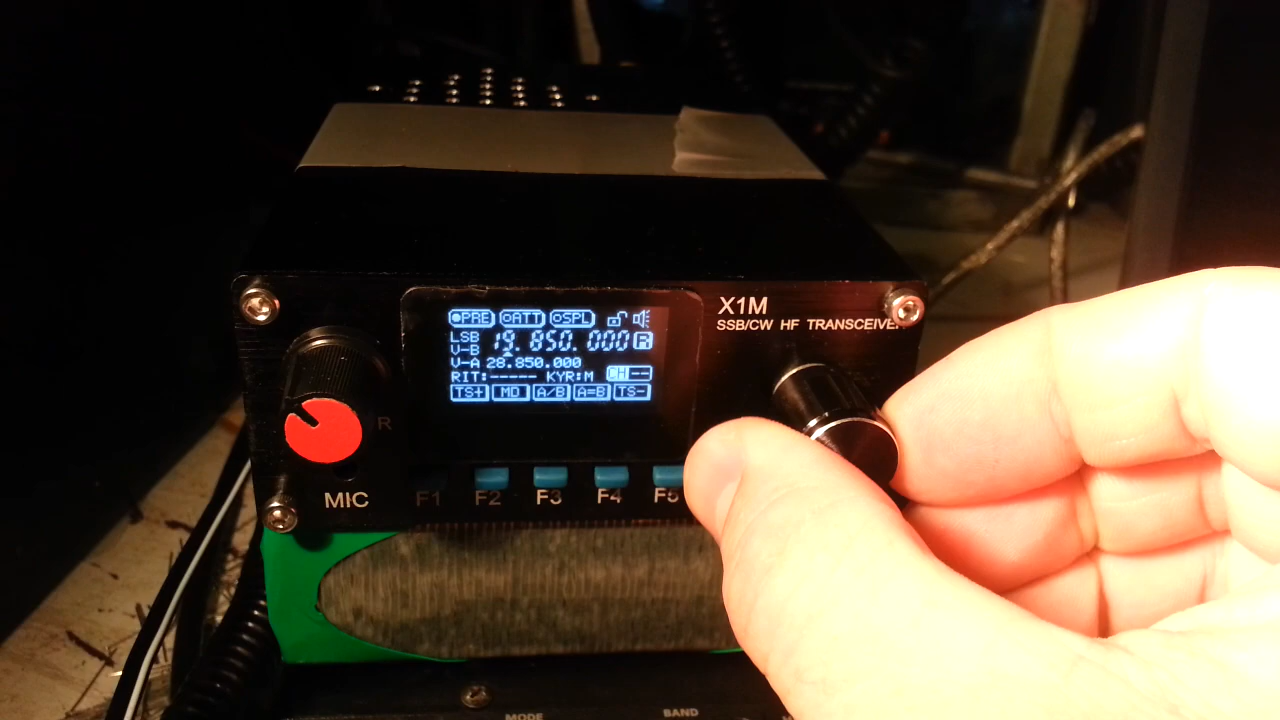 X1M
SSB/CW HF TRANSCEIVER
PRE ATT SPL
LSB 19.850.000 R
V-B
V-A 28.850.000
RIT:----- KYR:M CH--
TS+ MD A/B A=B TS-
R
MIC F1 F2 F3 F4 F5
MODE BAND